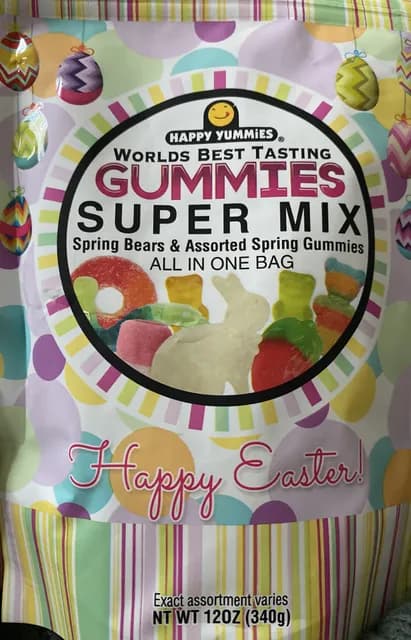 HAPPY YUMMiES®
WORLDS BEST TASTING
GUMMIES
SUPER MIX
Spring Bears & Assorted Spring Gummies
ALL IN ONE BAG
Happy Easter!
Exact assortment varies
NT WT 12OZ (340g)